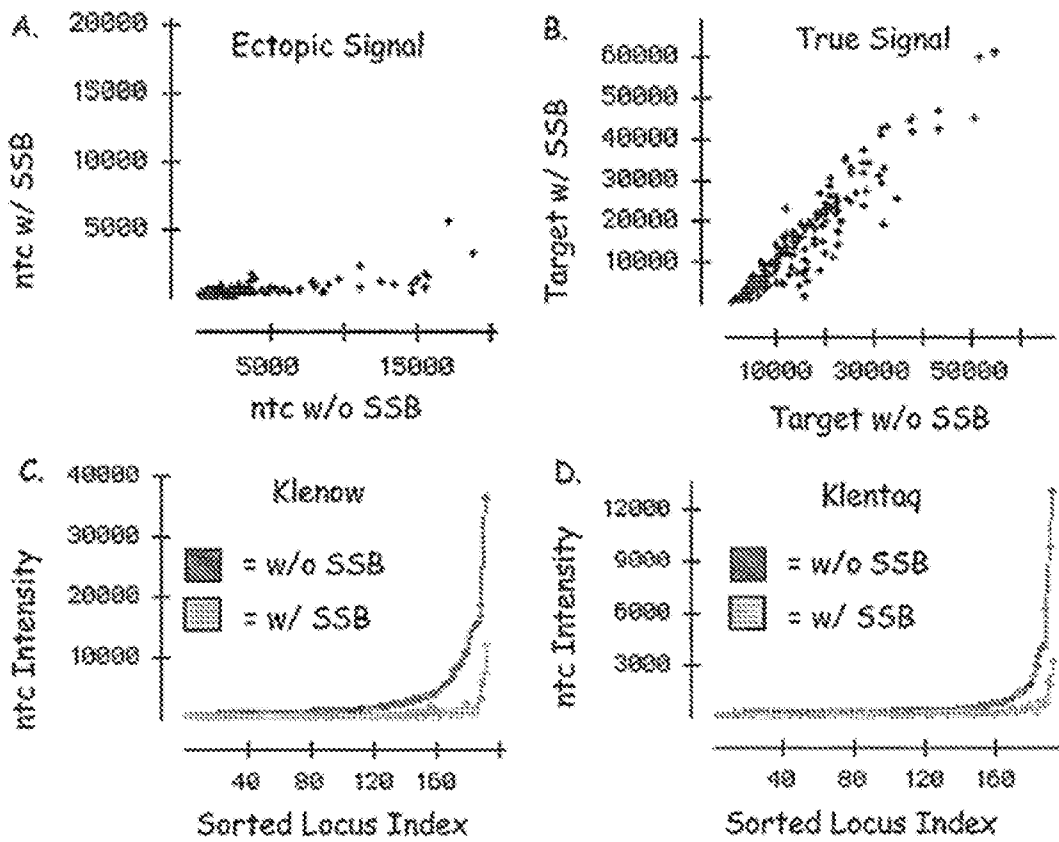 A.
Ectopic Signal
20000
15000
10000
5000
ntc w/ SSB
5000 15000
ntc w/o SSB
B.
True Signal
60000
50000
40000
30000
20000
10000
Target w/ SSB
10000 30000 50000
Target w/o SSB
C.
Klenow
40000
30000
20000
10000
ntc Intensity
= w/o SSB
= w/ SSB
40 80 120 160
Sorted Locus Index
D.
Klentaq
12000
9000
6000
3000
ntc Intensity
= w/o SSB
= w/ SSB
40 80 120 160
Sorted Locus Index